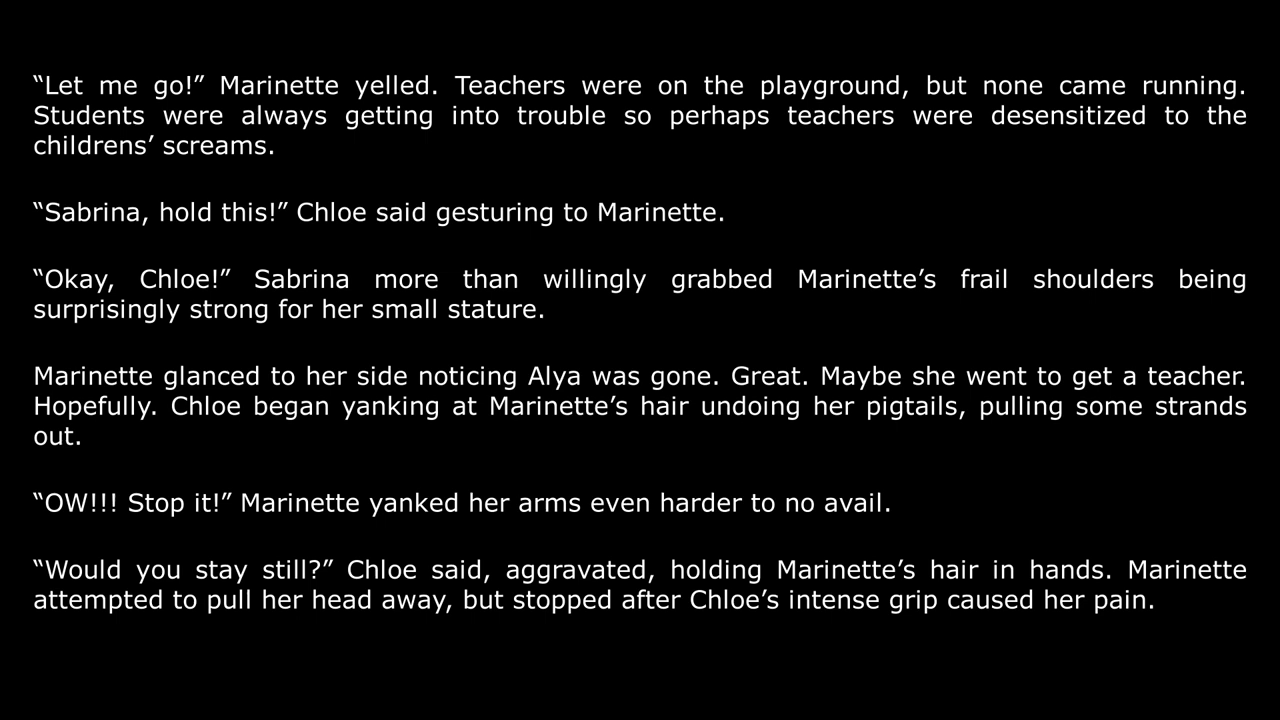 “Let me go!” Marinette yelled. Teachers were on the playground, but none came running.
Students were always getting into trouble so perhaps teachers were desensitized to the
childrens’ screams.
“Sabrina, hold this!” Chloe said gesturing to Marinette.
“Okay, Chloe!” Sabrina more than willingly grabbed Marinette’s frail shoulders being
surprisingly strong for her small stature.
Marinette glanced to her side noticing Alya was gone. Great. Maybe she went to get a teacher.
Hopefully. Chloe began yanking at Marinette’s hair undoing her pigtails, pulling some strands
out.
“OW!!! Stop it!” Marinette yanked her arms even harder to no avail.
“Would you stay still?” Chloe said, aggravated, holding Marinette’s hair in hands. Marinette
attempted to pull her head away, but stopped after Chloe’s intense grip caused her pain.